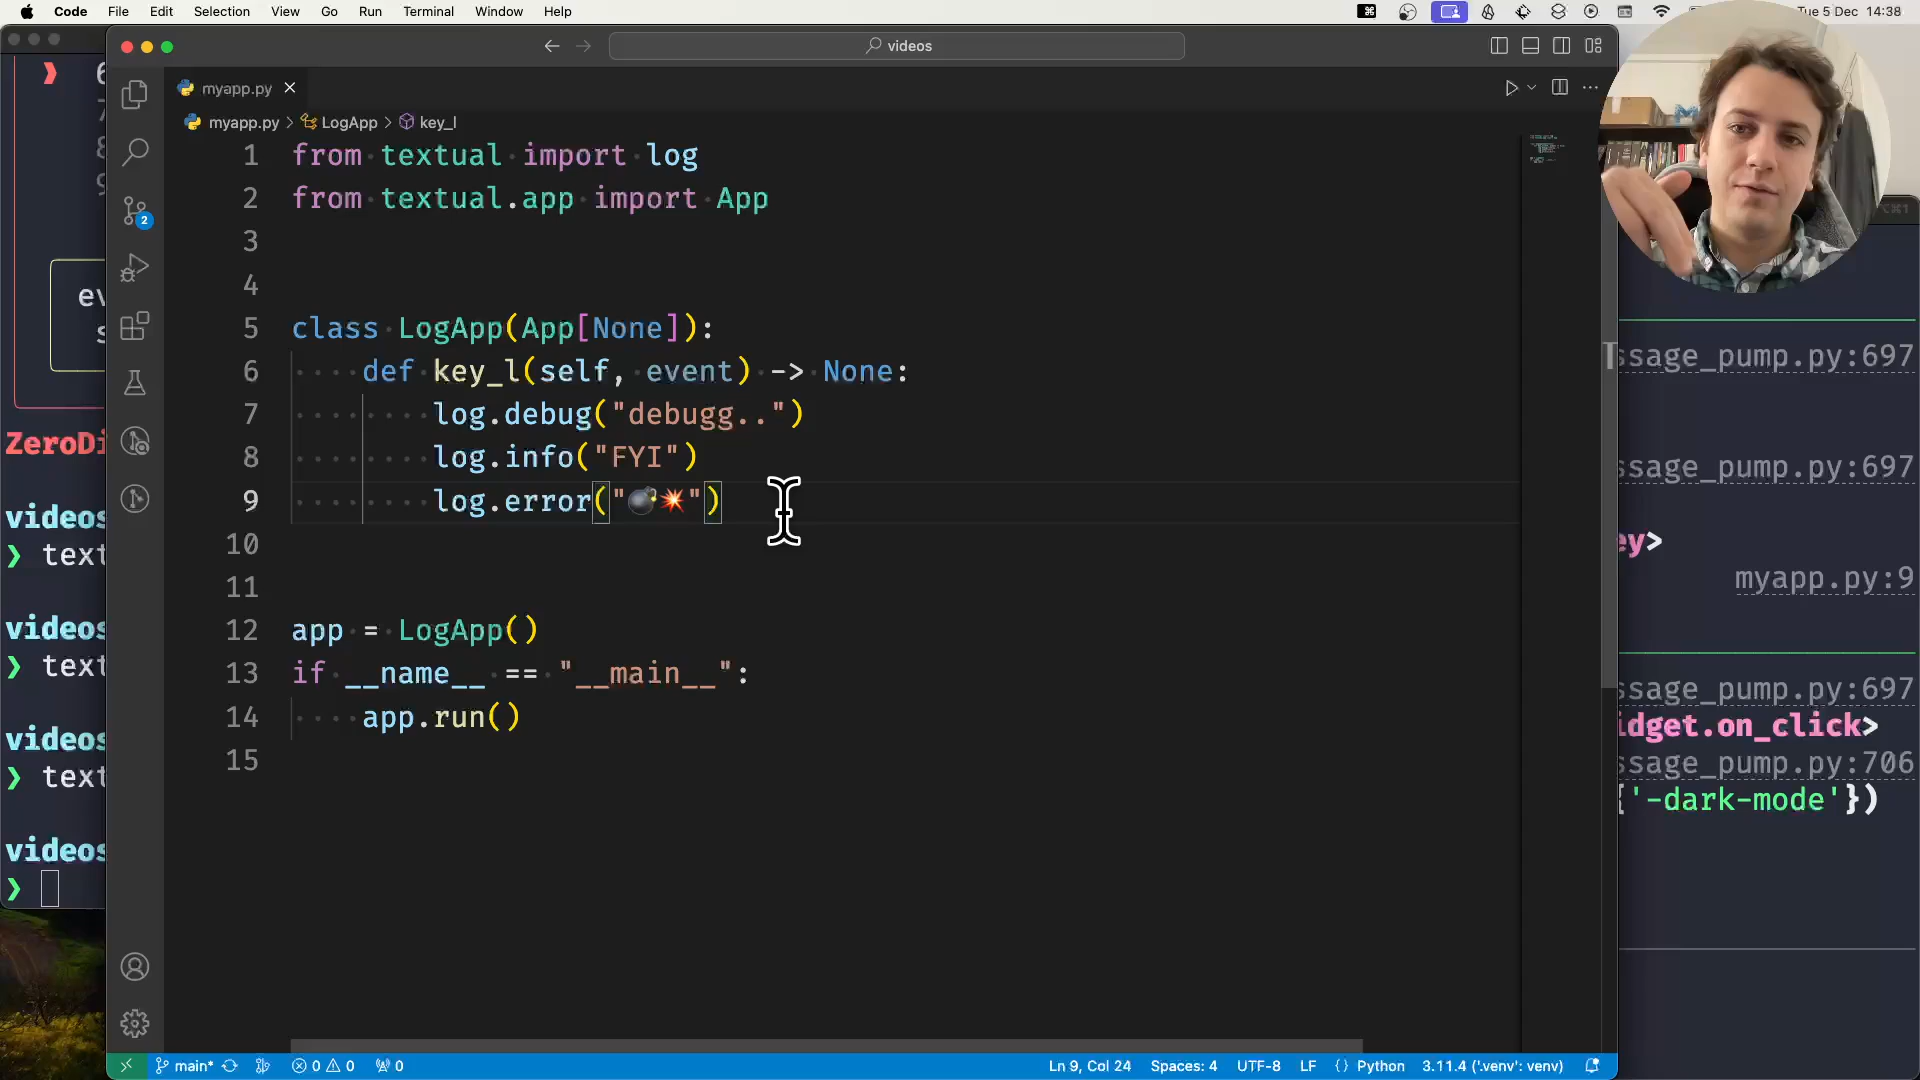 Code File Edit Selection View Go Run Terminal Window Help
Tue 5 Dec 14:38
videos
myapp.py
myapp.py > LogApp > key_l
1 from textual import log
2 from textual.app import App
3
4
5 class LogApp(App[None]):
6 def key_l(self, event) -> None:
7 log.debug("debugg..")
8 log.info("FYI")
9 log.error("💣💥")
10
11
12 app = LogApp()
13 if __name__ == "__main__":
14 app.run()
15
ZeroDi
videos
❯ text
videos
❯ text
videos
❯ text
videos
❯
ssage_pump.py:697
ssage_pump.py:697
ey>
myapp.py:9
ssage_pump.py:697
idget.on_click>
ssage_pump.py:706
'-dark-mode'})
2
main* 0 0 0 Ln 9, Col 24 Spaces: 4 UTF-8 LF {} Python 3.11.4 ('.venv': venv)